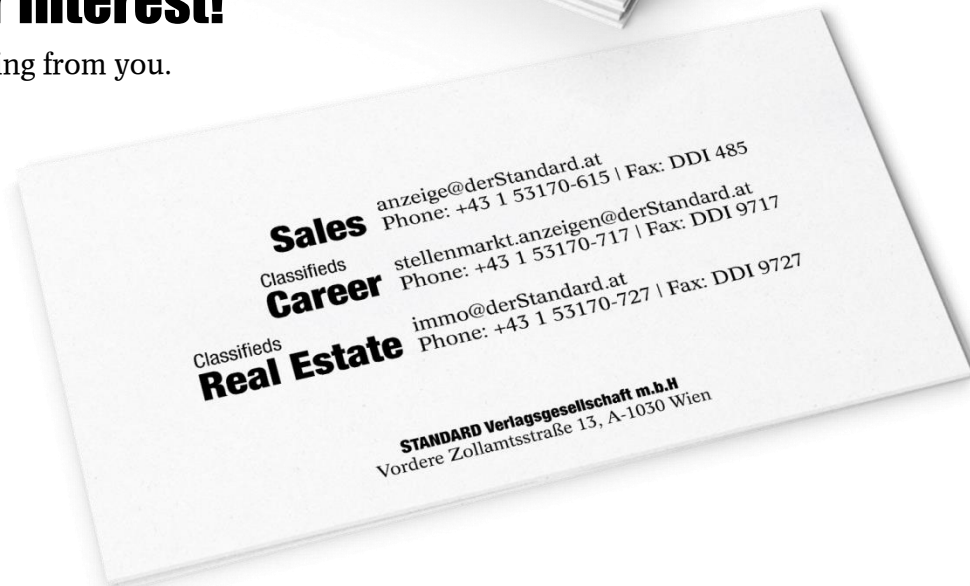 interest!
ing from you.
Sales
anzeige@derStandard.at
Phone: +43 1 53170-615 | Fax: DDI 485
Classifieds
Career
stellenmarkt.anzeigen@derStandard.at
Phone: +43 1 53170-717 | Fax: DDI 9717
Classifieds
Real Estate
immo@derStandard.at
Phone: +43 1 53170-727 | Fax: DDI 9727
STANDARD Verlagsgesellschaft m.b.H
Vordere Zollamtsstraße 13, A-1030 Wien